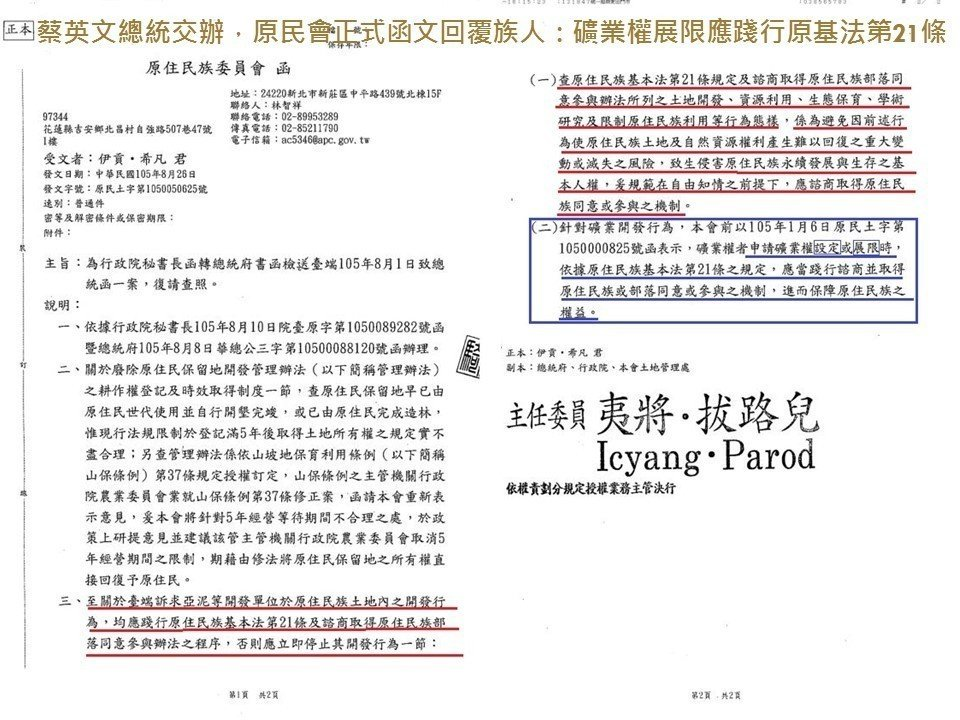 正本
蔡英文總統交辦，原民會正式函文回覆族人：礦業權展限應踐行原基法第21條
保存年限：
原住民族委員會 函
地址：24220新北市新莊區中平路439號北棟15F
聯絡人：林智祥
聯絡電話：02-89953289
傳真電話：02-85211790
電子信箱：ac5346@apc.gov.tw
97344
花蓮縣吉安鄉北昌村自強路507巷47號
1樓
受文者：伊貢‧希凡 君
發文日期：中華民國105年8月26日
發文字號：原民土字第1050050625號
速別：普通件
密等及解密條件或保密期限：
附件：
主旨：為行政院秘書長函轉總統府書函檢送臺端105年8月1日致總
統函一案，復請查照。
說明：
一、依據行政院秘書長105年8月10日院臺原字第1050089282號函
暨總統府105年8月8日華總公三字第10500088120號函辦理。
二、關於廢除原住民保留地開發管理辦法（以下簡稱管理辦法）
之耕作權登記及時效取得制度一節，查原民保留地早已由
原住民世代使用並自行開墾完竣，或已由原住民完成造林，
惟現行法規限制於登記滿5年後取得土地所有權之規定實不
盡合理；另查管理辦法係依山坡地保育利用條例（以下簡稱
山保條例）第37條規定授權訂定，山保條例之主管機關行政
院農業委員會業就山保條例第37條修正案，函請本會重新表
示意見，爰本會將針對5年經營等待期間不合理之處，於政
策上研提意見並建議該管主管機關行政院農業委員會取消5
年經營期間之限制，期藉由修法將原住民保留地之所有權直
接回復予原住民。
三、至關於臺端訴求亞泥等開發單位於原住民族土地內之開發行
為，均應踐行原住民族基本法第21條及諮商取得原住民族部
落同意參與辦法之程序，否則應立即停止其開發行為一節：
裝
訂
線
第1頁 共2頁
(一)查原住民族基本法第21條規定及諮商取得原住民族部落同
意參與辦法所列之土地開發、資源利用、生態保育、學術
研究及限制原住民族利用等行為態樣，係為避免因前述行
為使原住民族土地及自然資源權利產生難以回復之重大變
動或滅失之風險，致生侵害原住民族永續發展與生存之基
本人權，爰規範在自由知情之前提下，應諮商取得原住民
族同意或參與之機制。
(二)針對礦業開發行為，本會前以105年1月6日原民土字第
1050000825號函表示，礦業權者申請礦業權設定或展限時，
依據原住民族基本法第21條之規定，應當踐行諮商並取得
原住民族或部落同意或參與之機制，進而保障原住民族之
權益。
正本：伊貢‧希凡 君
副本：總統府、行政院、本會土地管理處
主任委員 夷將‧拔路兒
Icyang‧Parod
依權責劃分規定授權業務主管決行
第2頁 共2頁